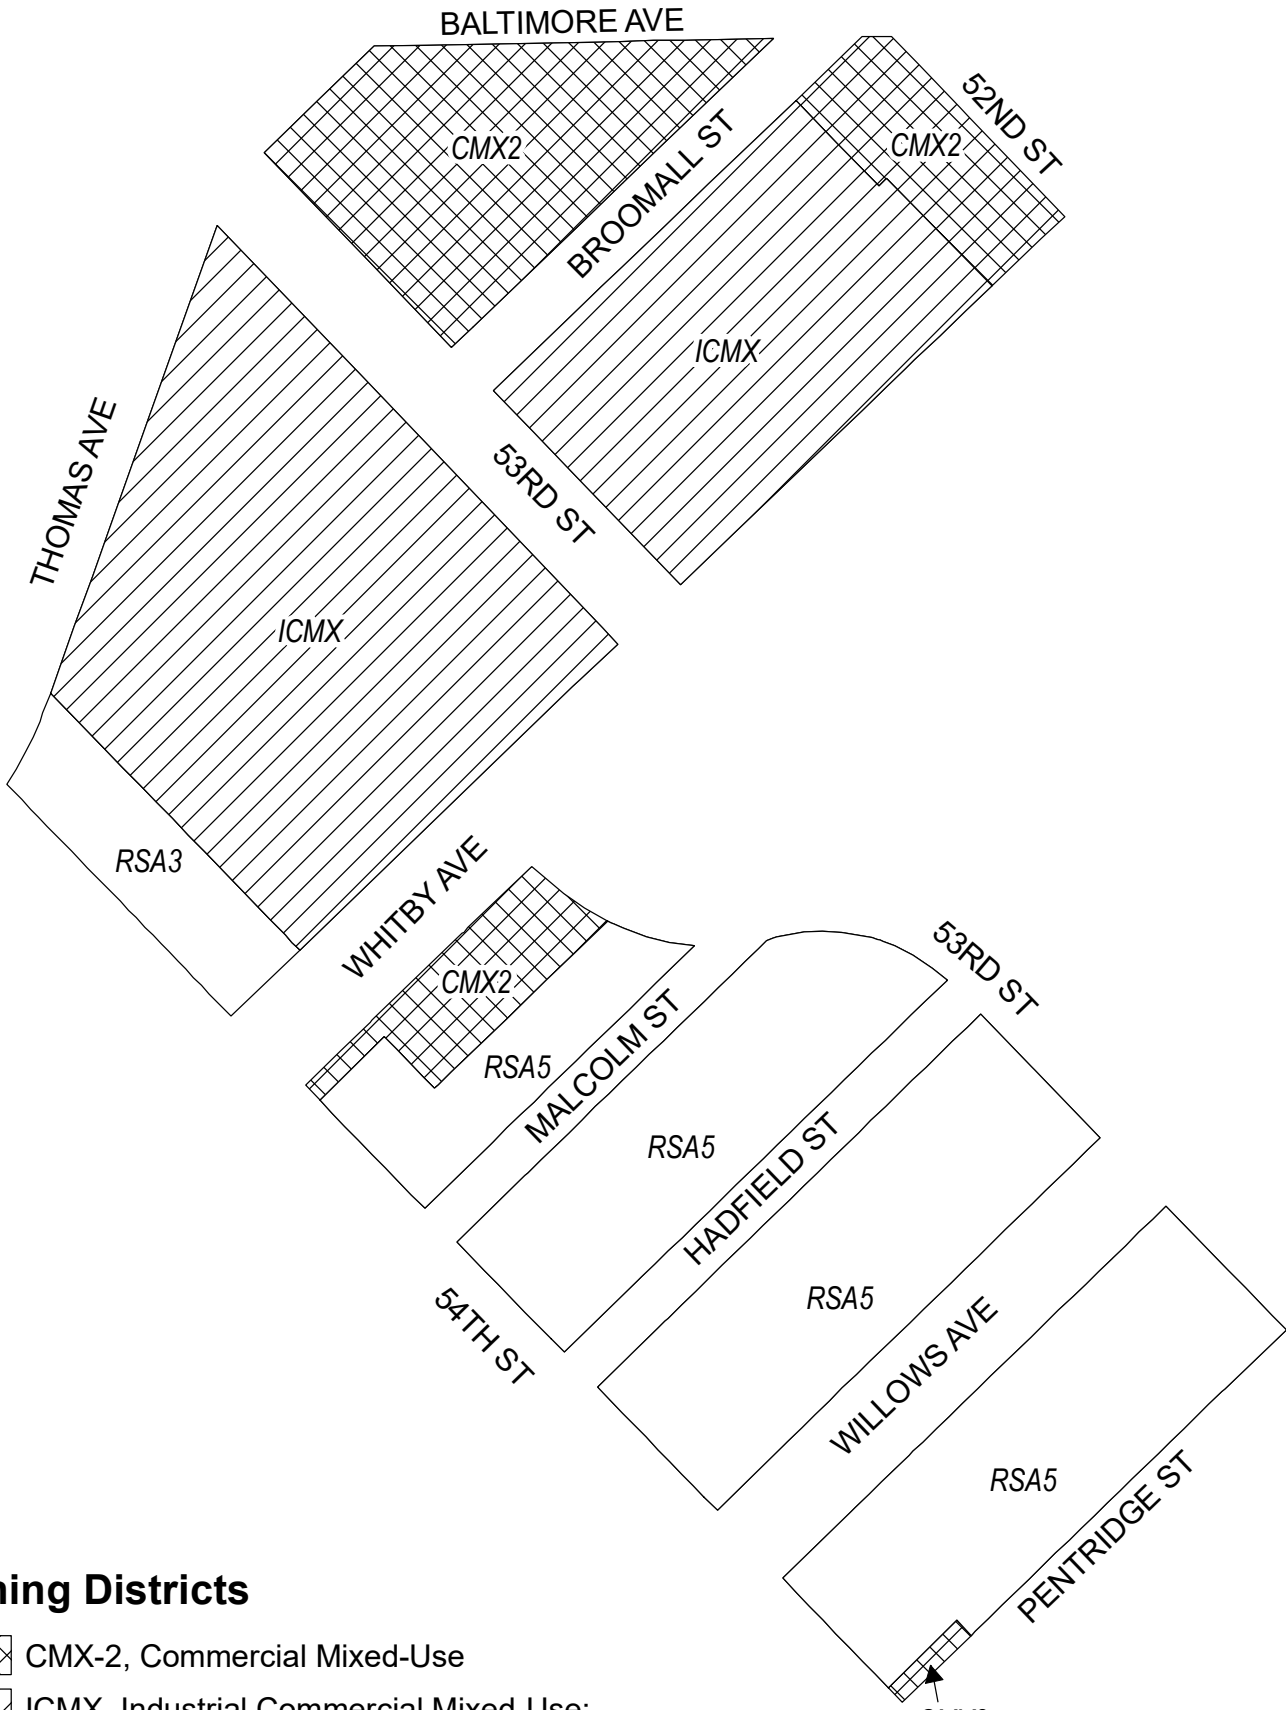 BALTIMORE AVE
52ND ST
CMX2
CMX2
BROOMALL ST
ICMX
THOMAS AVE
53RD ST
ICMX
RSA3
WHITBY AVE
CMX2
53RD ST
RSA5
MALCOLM ST
RSA5
HADFIELD ST
54TH ST
RSA5
WILLOWS AVE
RSA5
PENTRIDGE ST
ning Districts
CMX-2, Commercial Mixed-Use
ICMX, Industrial Commercial Mixed-Use;